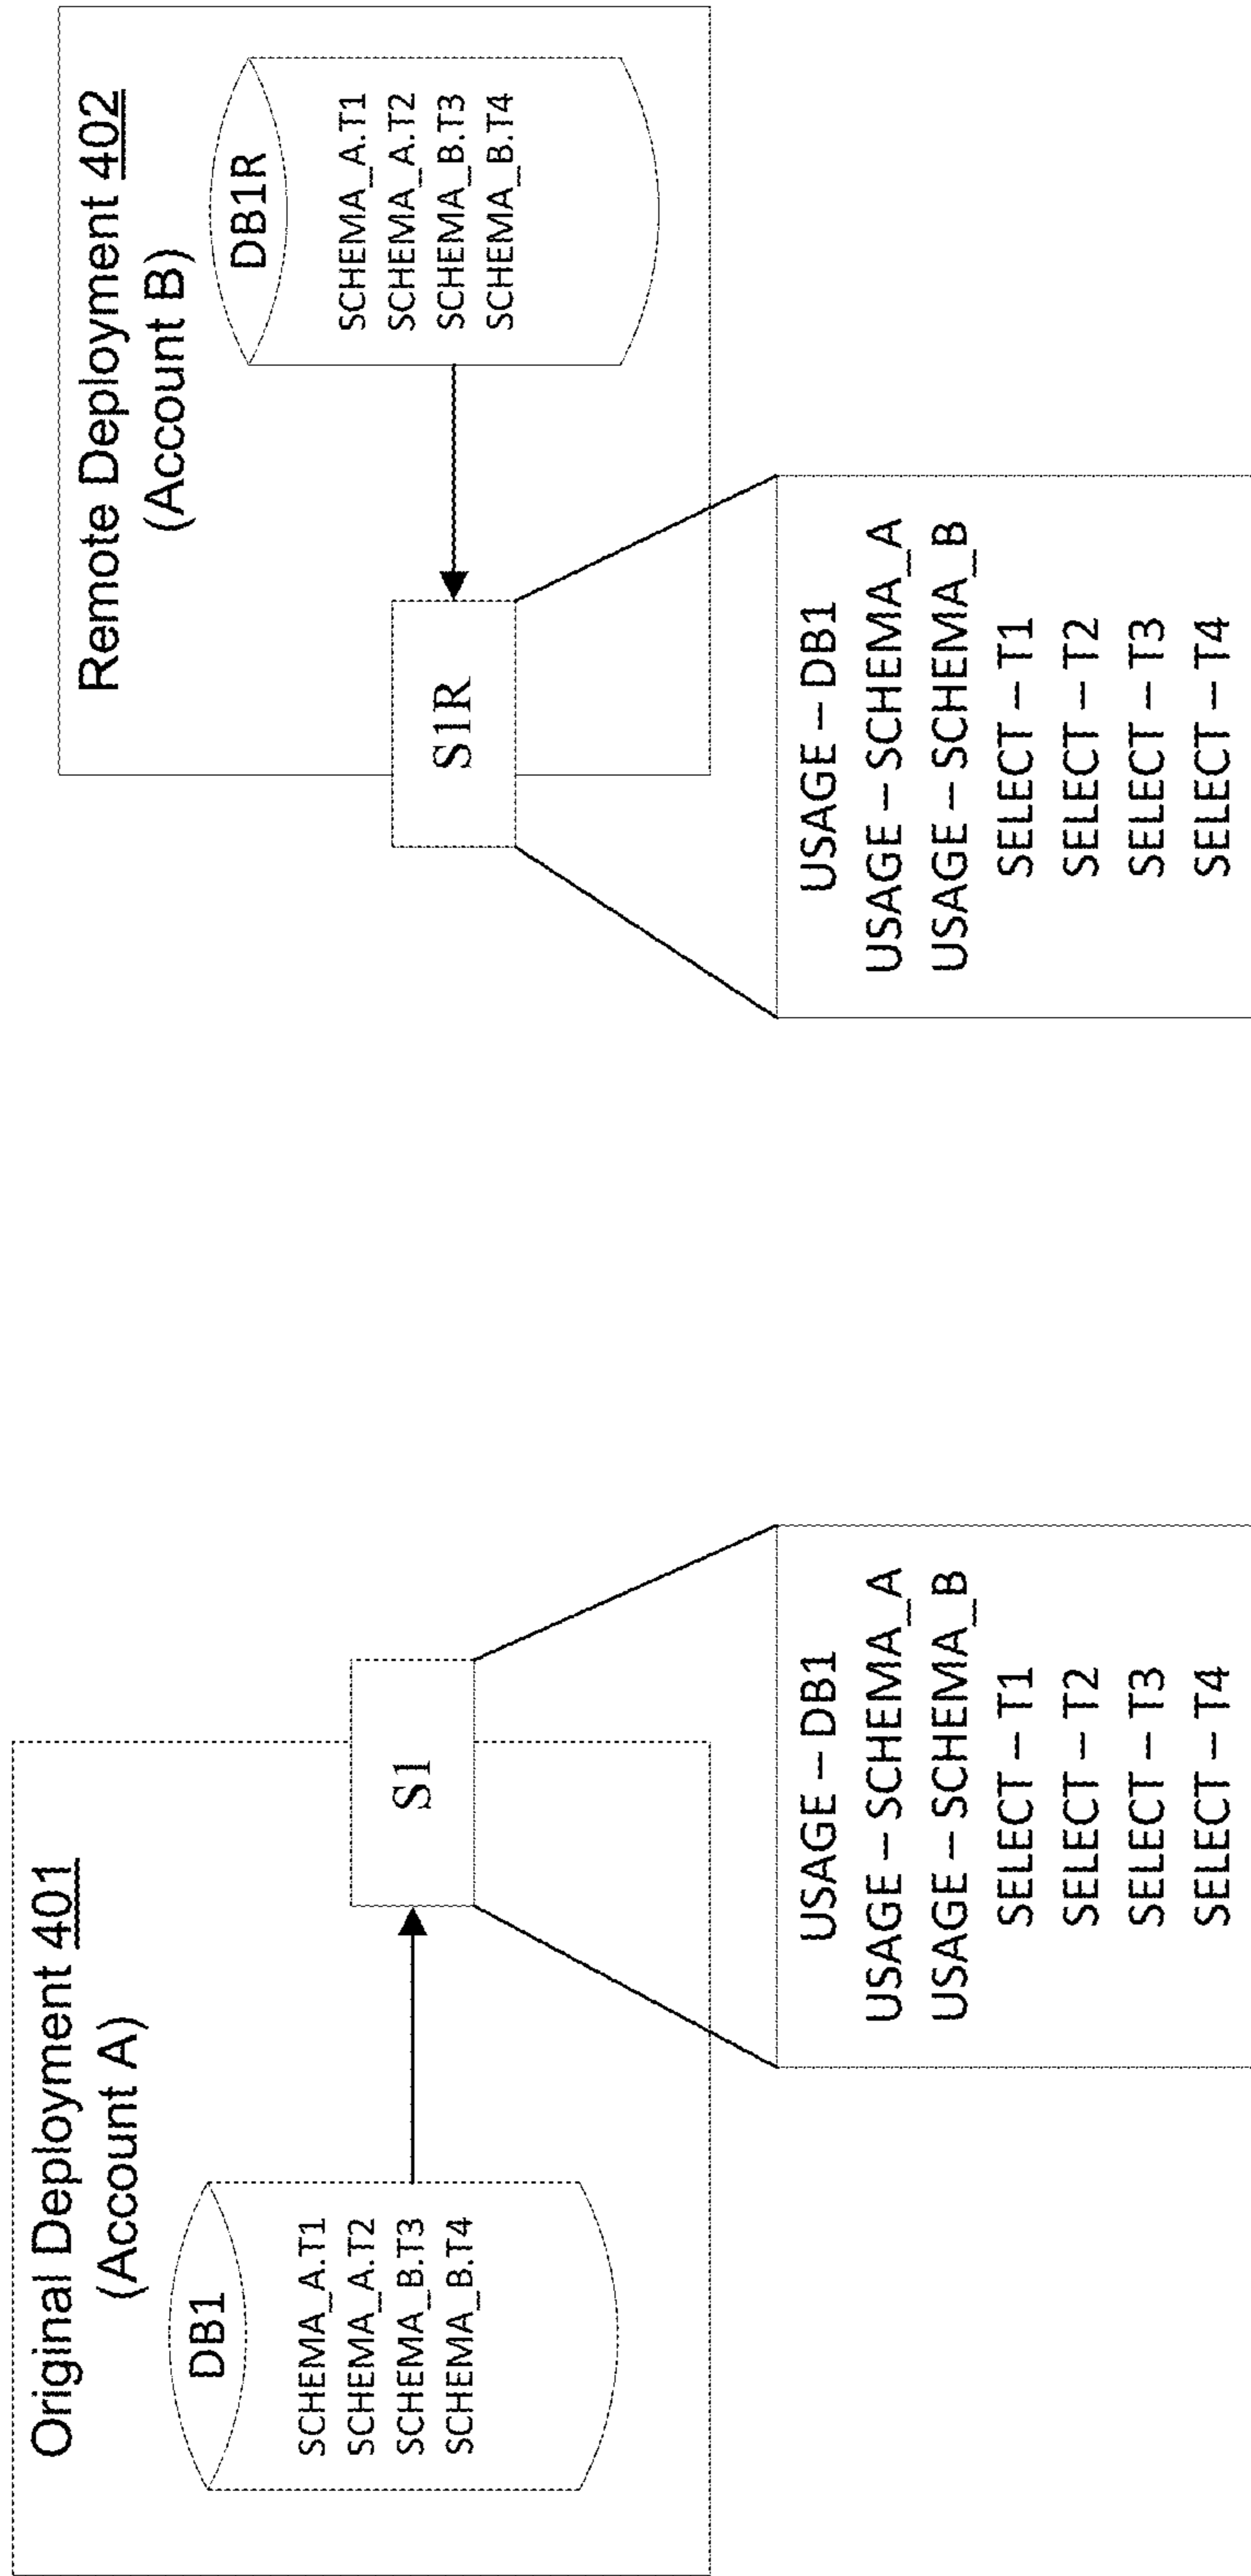 Original Deployment 401
(Account A)
DB1
SCHEMA_A.T1
SCHEMA_A.T2
SCHEMA_B.T3
SCHEMA_B.T4
S1
USAGE – DB1
USAGE – SCHEMA_A
USAGE – SCHEMA_B
SELECT – T1
SELECT – T2
SELECT – T3
SELECT – T4
Remote Deployment 402
(Account B)
DB1R
SCHEMA_A.T1
SCHEMA_A.T2
SCHEMA_B.T3
SCHEMA_B.T4
S1R
USAGE – DB1
USAGE – SCHEMA_A
USAGE – SCHEMA_B
SELECT – T1
SELECT – T2
SELECT – T3
SELECT – T4